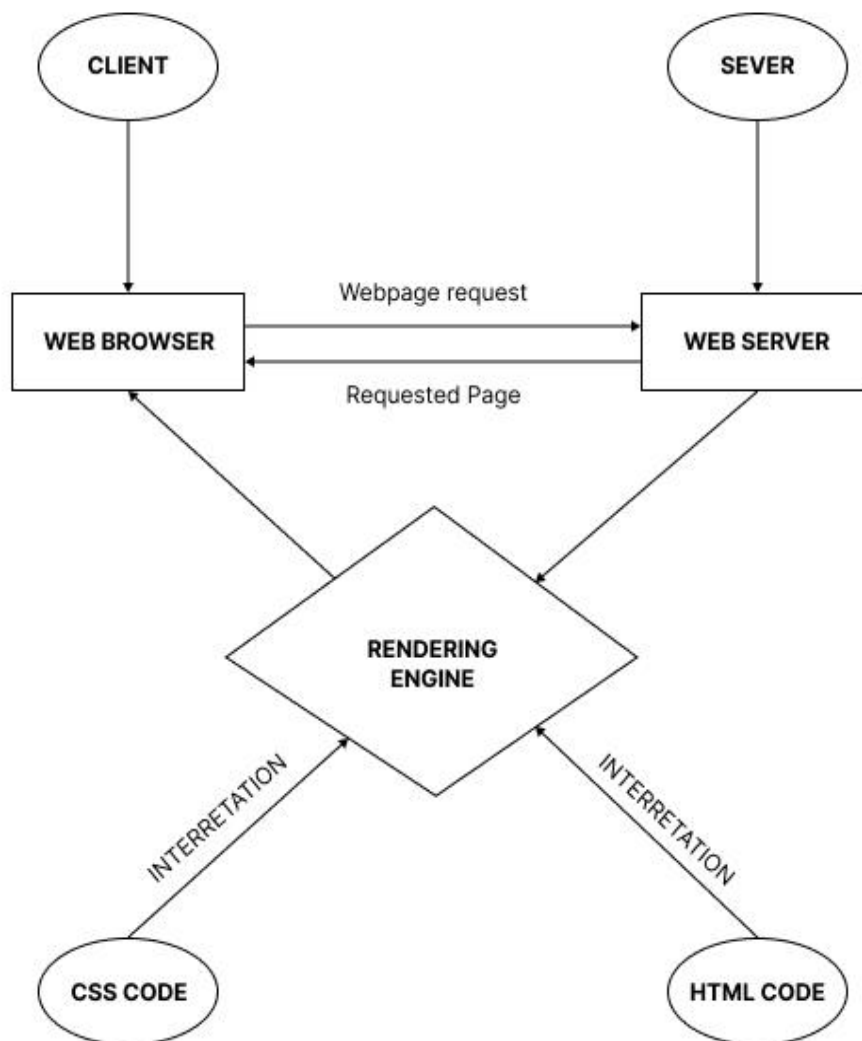 CLIENT
SEVER
Webpage request
WEB BROWSER
WEB SERVER
Requested Page
RENDERING
ENGINE
INTERRETATION
INTERRETATION
CSS CODE
HTML CODE